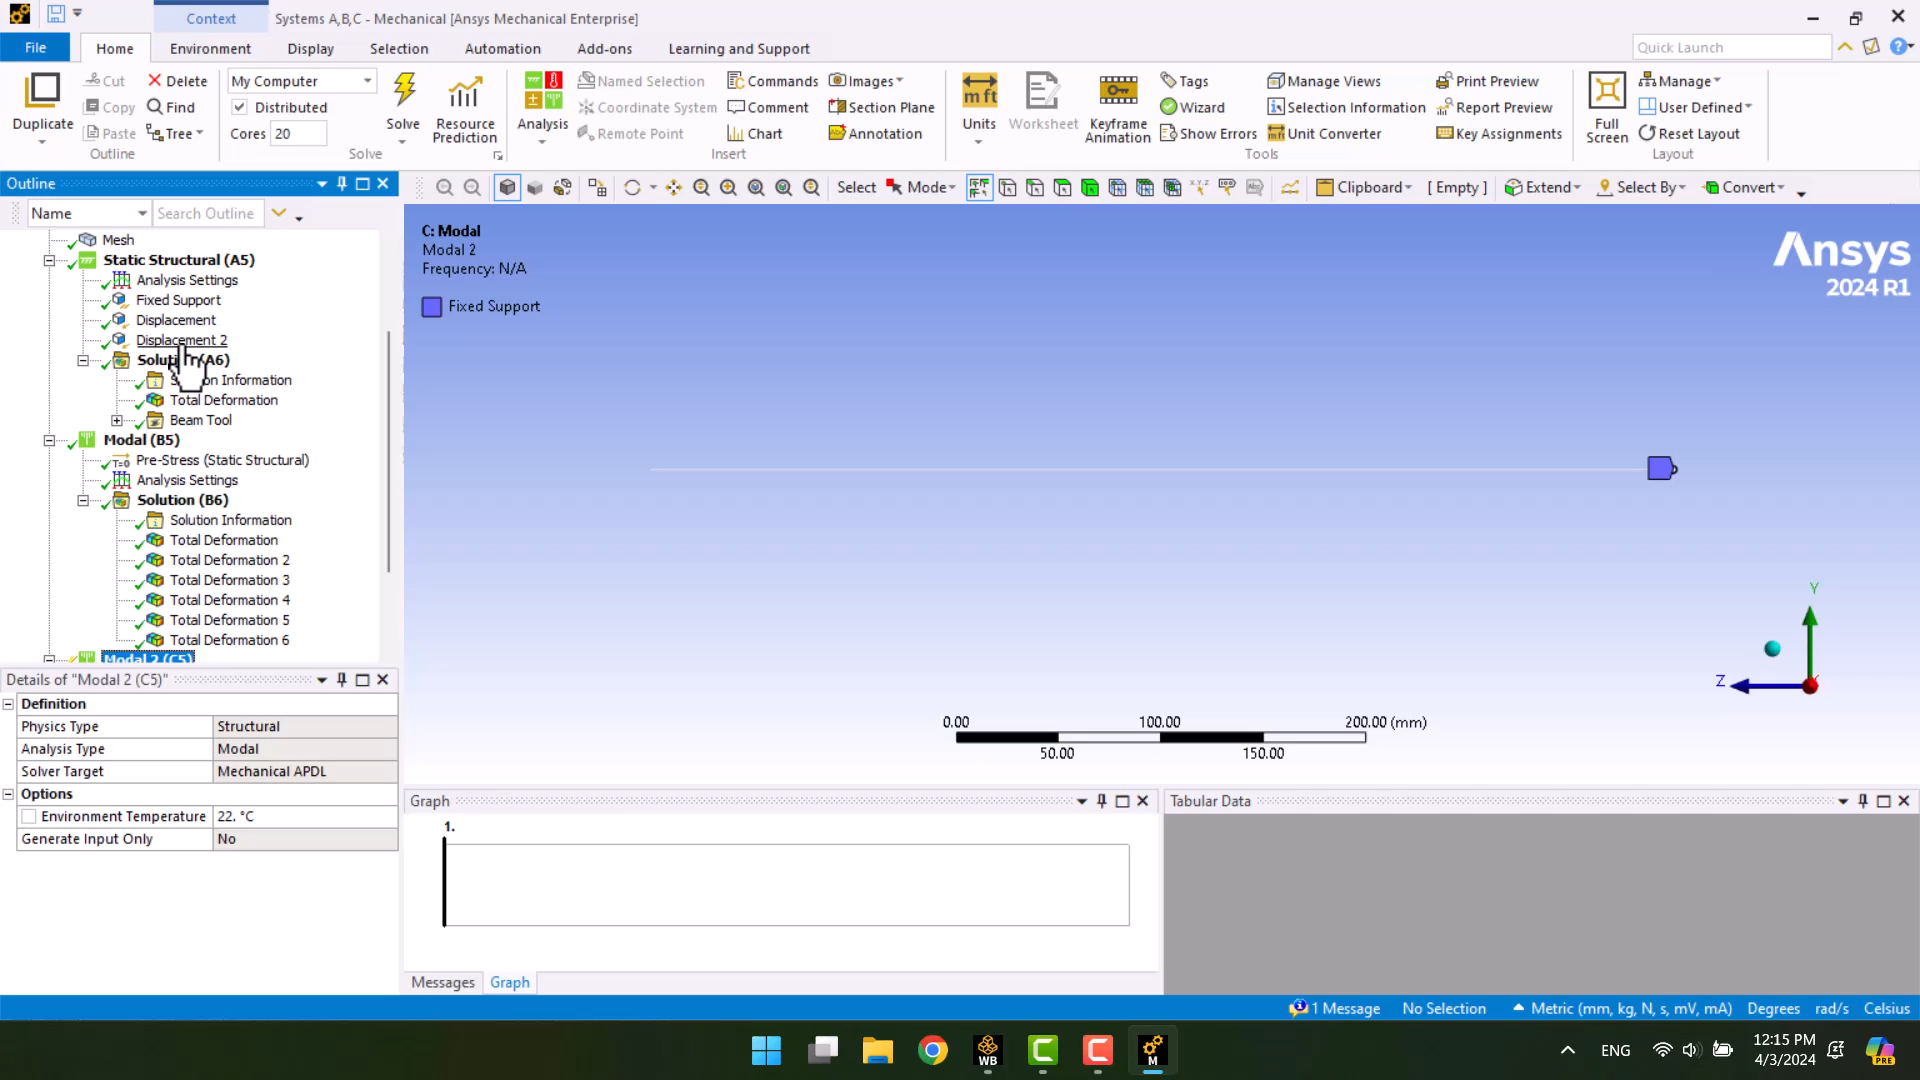 Context
Systems A,B,C - Mechanical [Ansys Mechanical Enterprise]
File
Home
Environment
Display
Selection
Automation
Add-ons
Learning and Support
Quick Launch
Duplicate
Cut
Copy
Paste
Delete
Find
Tree
Outline
My Computer
Distributed
Cores 20
Solve
Resource
Prediction
Solve
Analysis
Named Selection
Coordinate System
Remote Point
Commands
Comment
Chart
Images
Section Plane
Annotation
Insert
Units
Worksheet
Keyframe
Animation
Tags
Wizard
Show Errors
Manage Views
Selection Information
Unit Converter
Print Preview
Report Preview
Key Assignments
Tools
Full
Screen
Manage
User Defined
Reset Layout
Layout
Outline
Name
Search Outline
Select
Mode
Clipboard
[ Empty ]
Extend
Select By
Convert
Mesh
Static Structural (A5)
Analysis Settings
Fixed Support
Displacement
Displacement 2
Total Deformation
Beam Tool
Modal (B5)
Pre-Stress (Static Structural)
Analysis Settings
Solution (B6)
Solution Information
Total Deformation
Total Deformation 2
Total Deformation 3
Total Deformation 4
Total Deformation 5
Total Deformation 6
Modal 2 (C5)
C: Modal
Modal 2
Frequency: N/A
Fixed Support
Ansys
2024 R1
Y
Z
0.00 100.00 200.00 (mm)
50.00 150.00
Details of "Modal 2 (C5)"
Definition
Physics Type Structural
Analysis Type Modal
Solver Target Mechanical APDL
Options
Environment Temperature 22. °C
Generate Input Only No
Graph
1.
Tabular Data
Messages Graph
1 Message
No Selection
Metric (mm, kg, N, s, mV, mA)
Degrees
rad/s
Celsius
WB
M
ENG
12:15 PM
4/3/2024
PRE